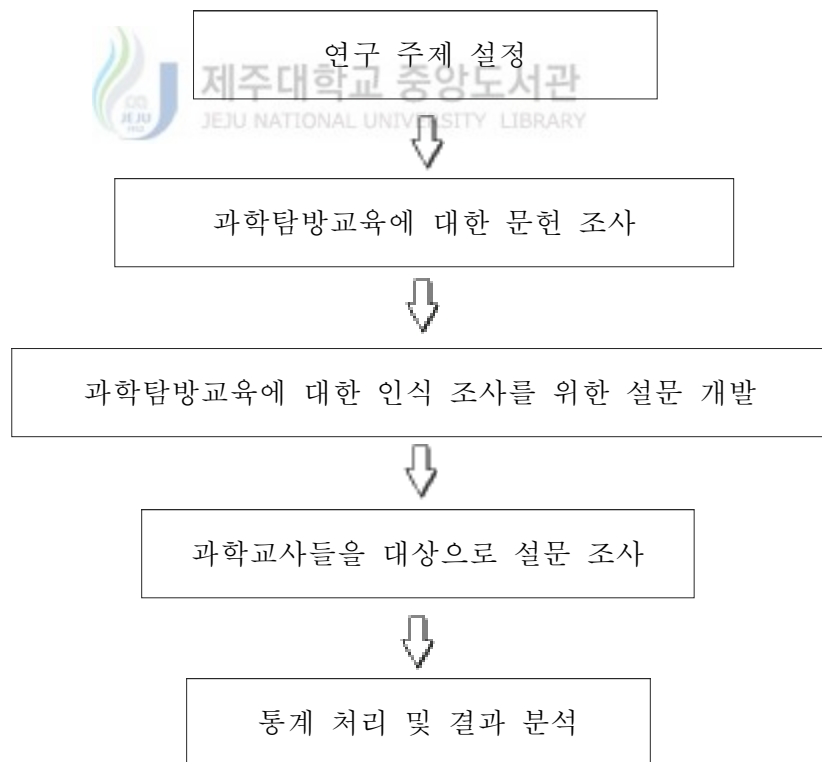 연구 주제 설정
제주대학교 중앙도서관
JEJU NATIONAL UNIVERSITY LIBRARY
JEJU
1952
과학탐방교육에 대한 문헌 조사
과학탐방교육에 대한 인식 조사를 위한 설문 개발
과학교사들을 대상으로 설문 조사
통계 처리 및 결과 분석